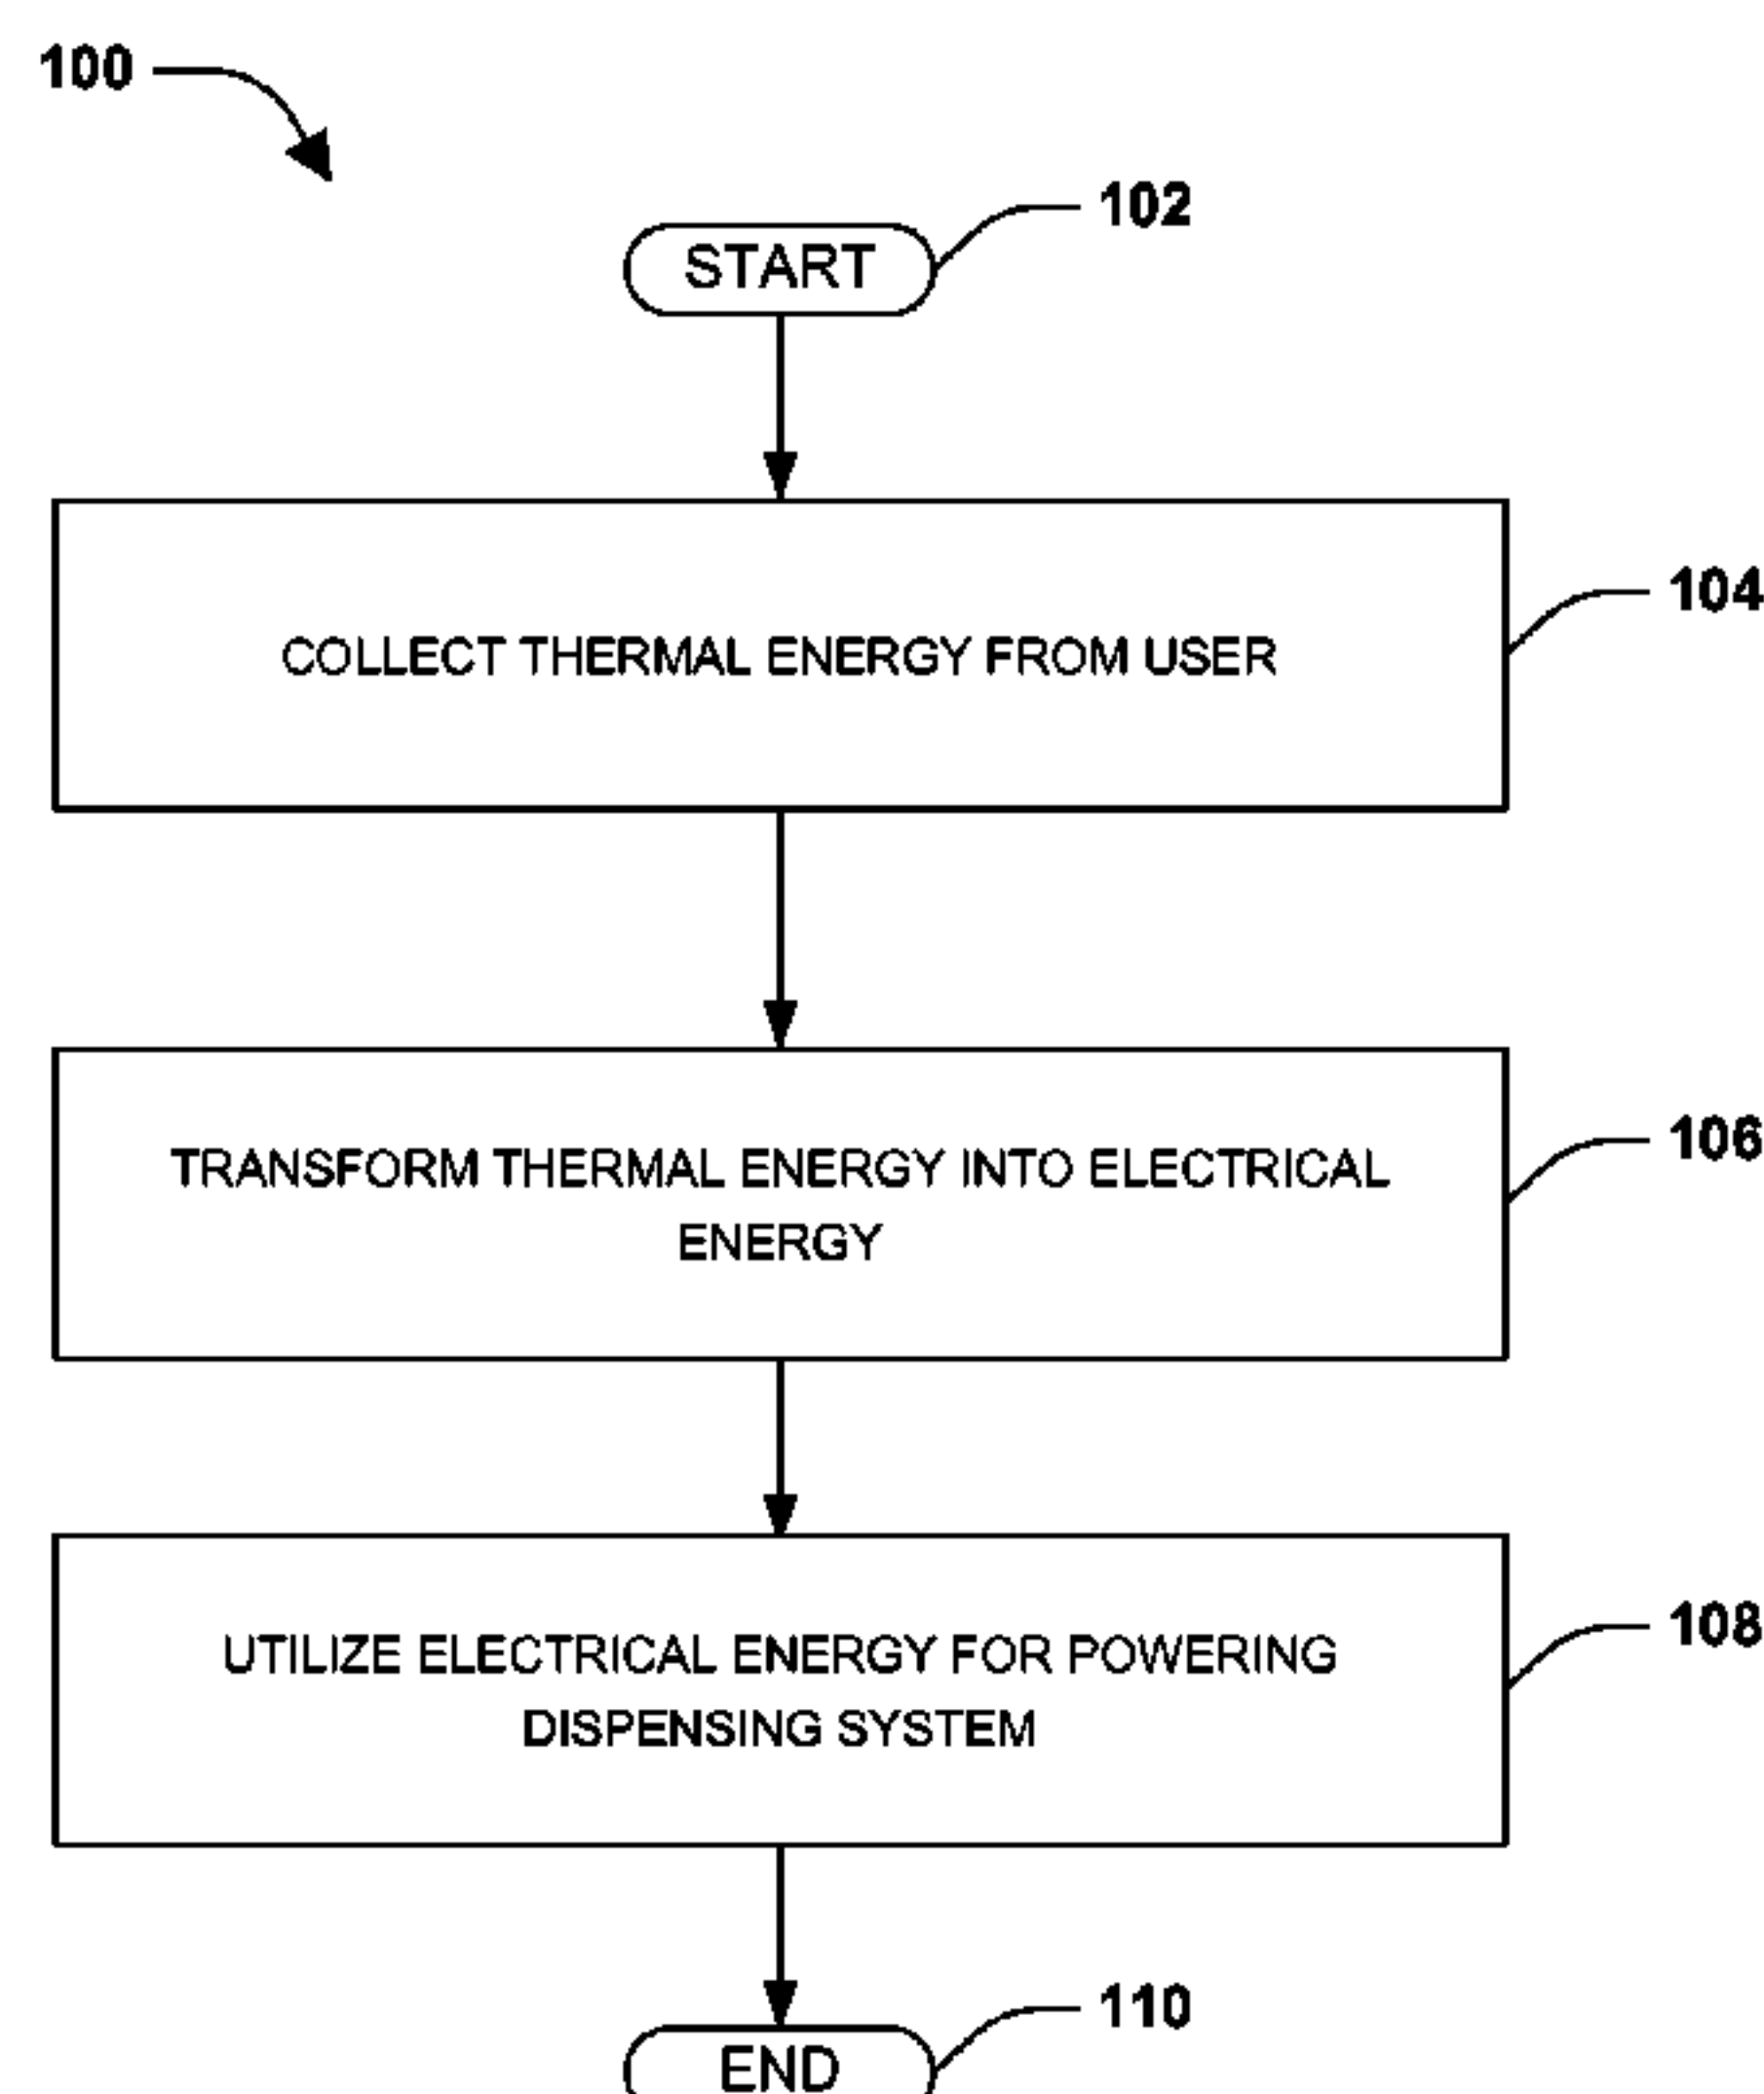 100
102
START
104
COLLECT THERMAL ENERGY FROM USER
106
TRANSFORM THERMAL ENERGY INTO ELECTRICAL
ENERGY
108
UTILIZE ELECTRICAL ENERGY FOR POWERING
DISPENSING SYSTEM
110
END